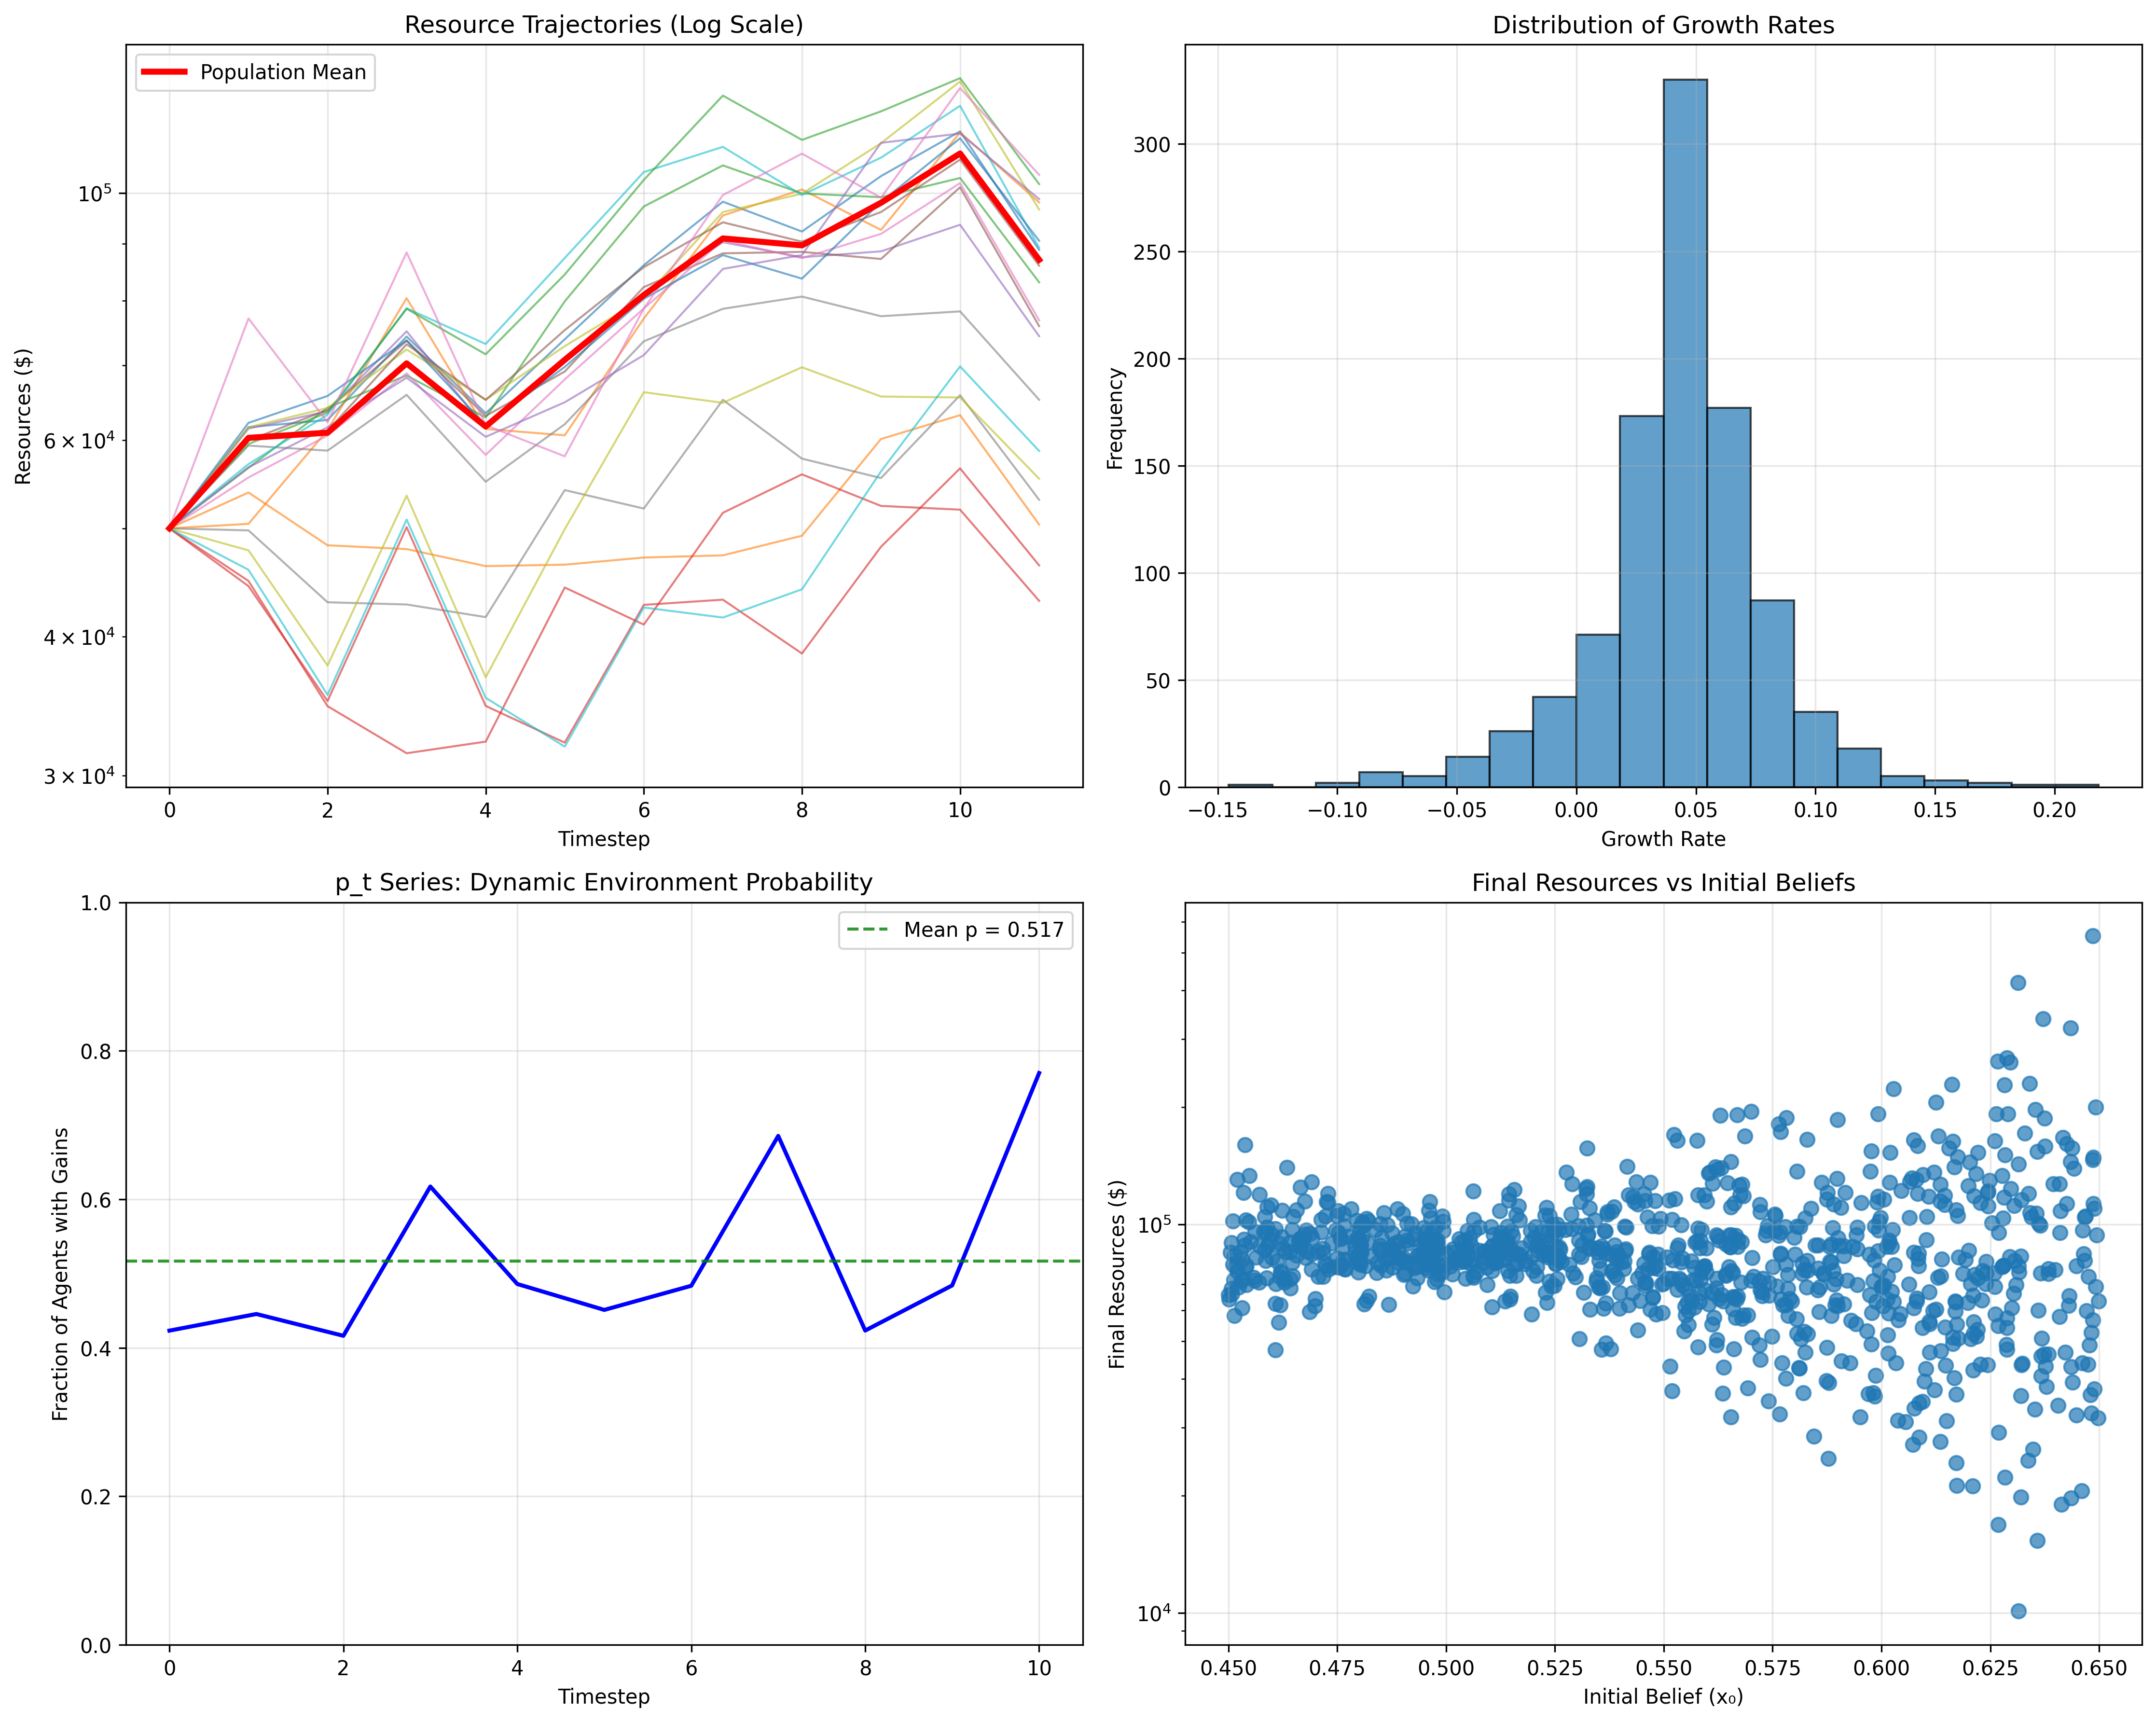 Resource Trajectories (Log Scale)
Population Mean
Resources ($)
10⁵
6 × 10⁴
4 × 10⁴
3 × 10⁴
0 2 4 6 8 10
Timestep
Distribution of Growth Rates
Frequency
300
250
200
150
100
50
0
−0.15 −0.10 −0.05 0.00 0.05 0.10 0.15 0.20
Growth Rate
p_t Series: Dynamic Environment Probability
Mean p = 0.517
Fraction of Agents with Gains
1.0
0.8
0.6
0.4
0.2
0.0
0 2 4 6 8 10
Timestep
Final Resources vs Initial Beliefs
Final Resources ($)
10⁵
10⁴
0.450 0.475 0.500 0.525 0.550 0.575 0.600 0.625 0.650
Initial Belief (x₀)